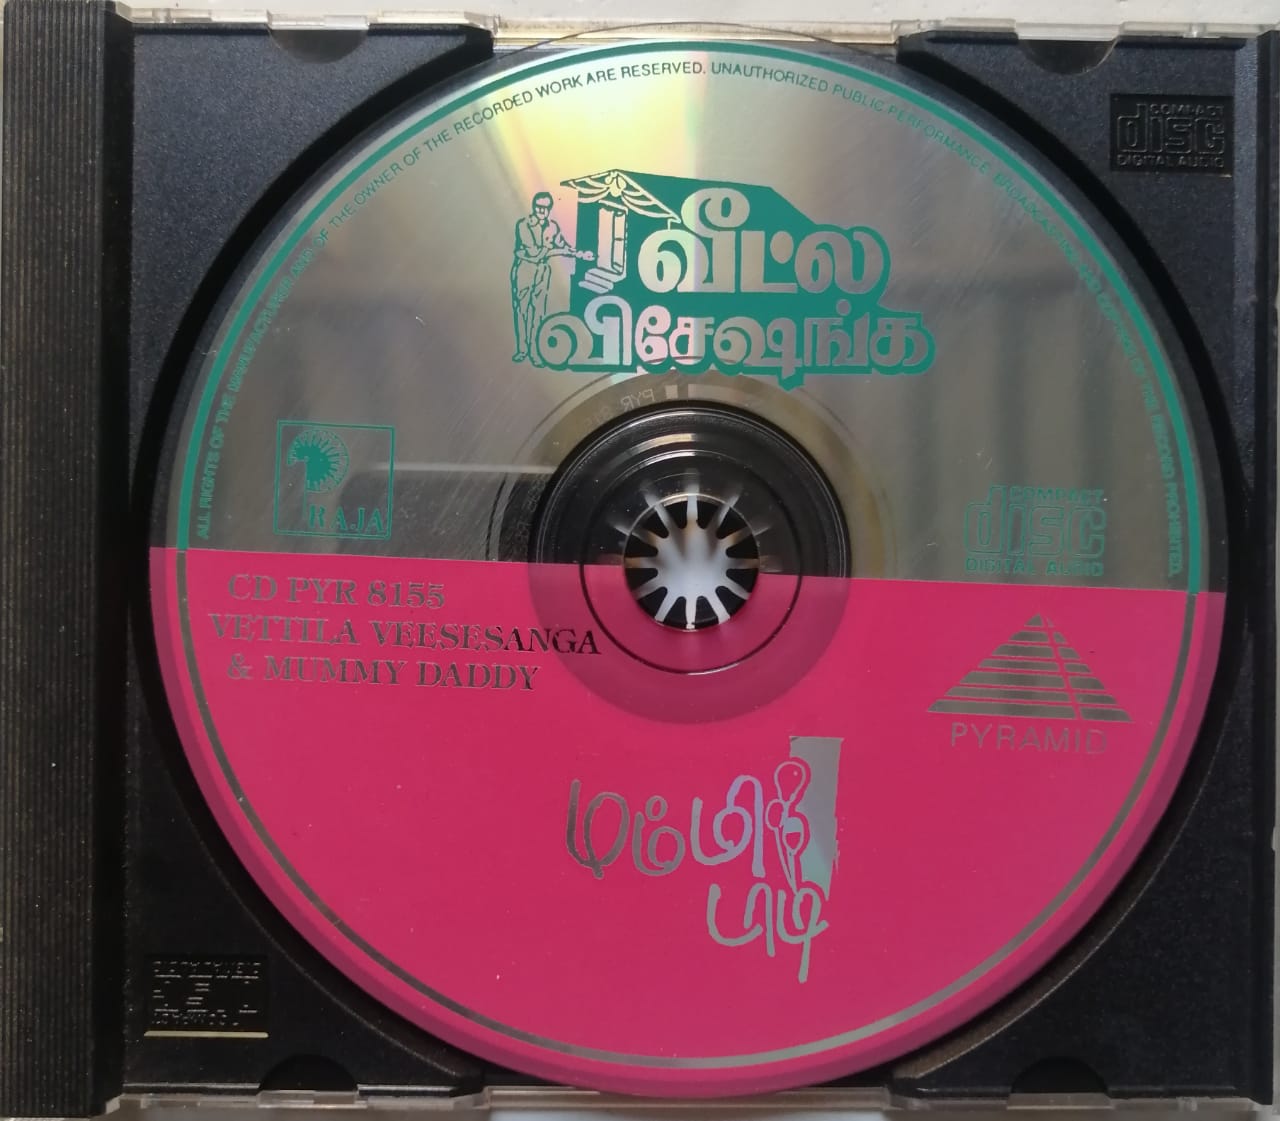 ALL RIGHTS OF THE MANUFACTURER AND OF THE OWNER OF THE RECORDED WORK ARE RESERVED. UNAUTHORIZED PUBLIC PERFORMANCE BROADCASTING AND COPYING OF THE RECORD PROHIBITED.
COMPACT
disc
DIGITAL AUDIO
வீட்ல
விசேஷங்க
RAJA
COMPACT
disc
DIGITAL AUDIO
CD PYR 8155
VETTILA VEESESANGA
& MUMMY DADDY
PYRAMID
மம்மி
டாடி